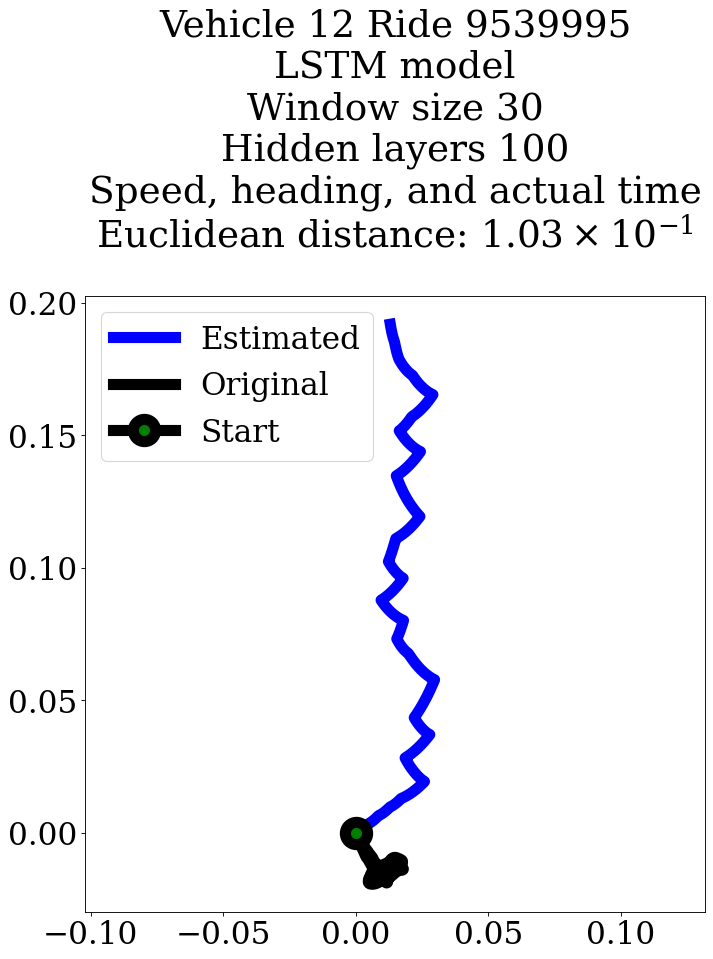 Vehicle 12 Ride 9539995
LSTM model
Window size 30
Hidden layers 100
Speed, heading, and actual time
Euclidean distance: 1.03 × 10⁻¹
Estimated
Original
Start
0.20
0.15
0.10
0.05
0.00
−0.10 −0.05 0.00 0.05 0.10